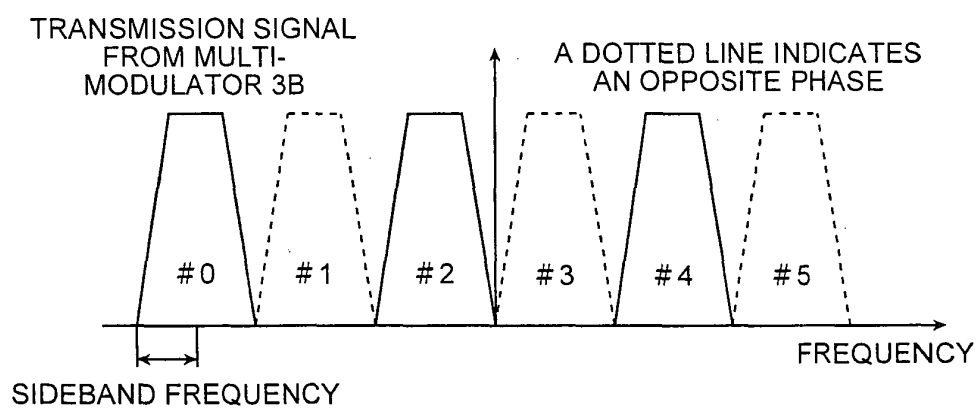 TRANSMISSION SIGNAL
FROM MULTI-
MODULATOR 3B
A DOTTED LINE INDICATES
AN OPPOSITE PHASE
#0
#1
#2
#3
#4
#5
FREQUENCY
SIDEBAND FREQUENCY